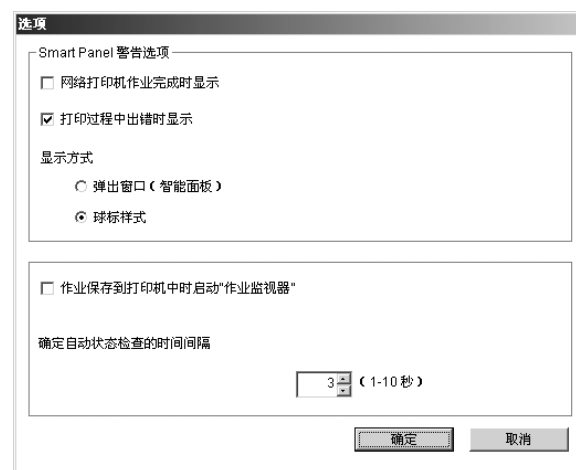 选项
Smart Panel 警告选项
网络打印机作业完成时显示
打印过程中出错时显示
显示方式
弹出窗口（智能面板）
球标样式
作业保存到打印机中时启动"作业监视器"
确定自动状态检查的时间间隔
3 （1-10 秒）
确定 取消